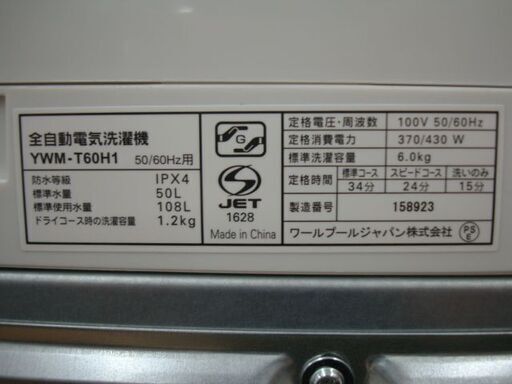 全自動電気洗濯機
YWM-T60H1 50/60Hz用
防水等級 IPX4
標準水量 50L
標準使用水量 108L
ドライコース時の洗濯容量 1.2kg
G
JET
1628
Made in China
定格電圧・周波数 100V 50/60Hz
定格消費電力 370/430 W
標準洗濯容量 6.0kg
定格時間 標準コース スピードコース 洗いのみ
34分 24分 15分
製造番号 158923
ワールプールジャパン株式会社
PS
E